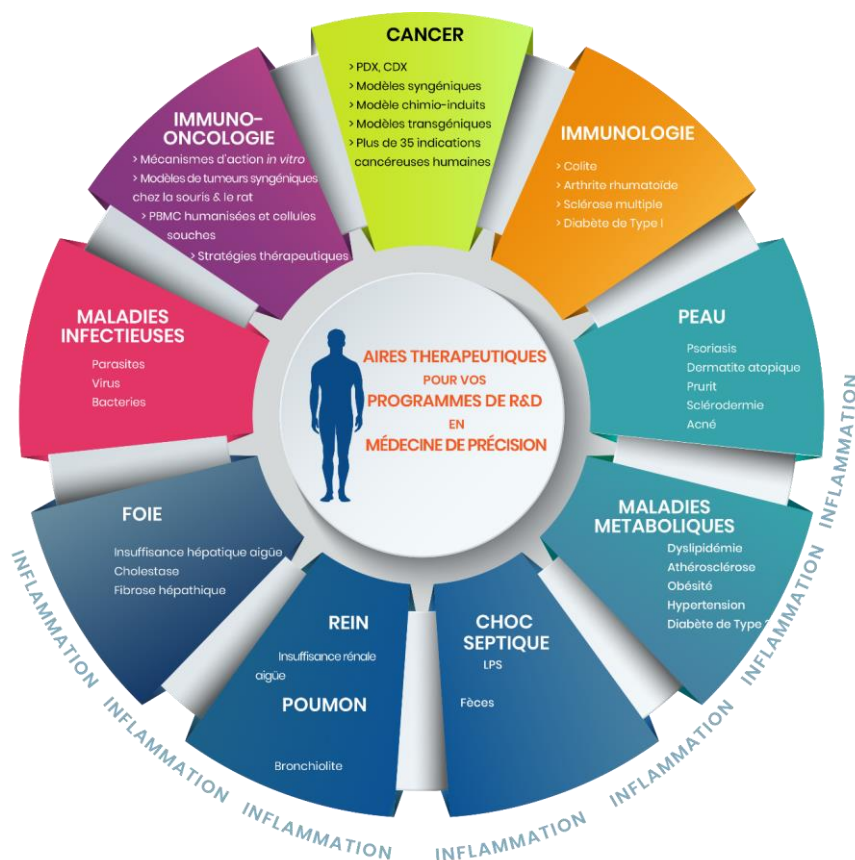 CANCER
> PDX, CDX
> Modèles syngéniques
> Modèle chimio-induits
> Modèles transgéniques
> Plus de 35 indications
cancéreuses humaines
IMMUNOLOGIE
> Colite
> Arthrite rhumatoïde
> Sclérose multiple
> Diabète de Type I
PEAU
Psoriasis
Dermatite atopique
Prurit
Sclérodermie
Acné
MALADIES
METABOLIQUES
Dyslipidémie
Athérosclérose
Obésité
Hypertension
Diabète de Type 2
CHOC
SEPTIQUE
LPS
Fèces
REIN
Insuffisance rénale
aigüe
POUMON
Bronchiolite
FOIE
Insuffisance hépatique aigüe
Cholestase
Fibrose hépathique
MALADIES
INFECTIEUSES
Parasites
Virus
Bacteries
IMMUNO-
ONCOLOGIE
> Mécanismes d'action in vitro
> Modèles de tumeurs syngéniques
chez la souris & le rat
> PBMC humanisées et cellules
souches
> Stratégies thérapeutiques
AIRES THERAPEUTIQUES
POUR VOS
PROGRAMMES DE R&D
EN
MÉDECINE DE PRÉCISION
INFLAMMATION
INFLAMMATION
INFLAMMATION
INFLAMMATION
INFLAMMATION
INFLAMMATION
INFLAMMATION